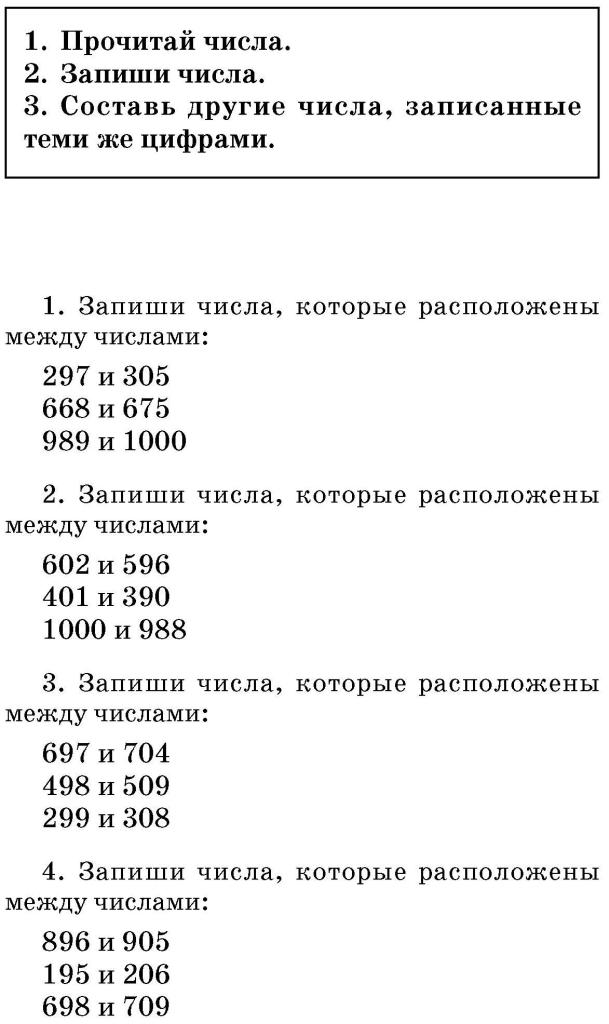 1. Прочитай числа.
2. Запиши числа.
3. Составь другие числа, записанные
теми же цифрами.
1. Запиши числа, которые расположены
между числами:
297 и 305
668 и 675
989 и 1000
2. Запиши числа, которые расположены
между числами:
602 и 596
401 и 390
1000 и 988
3. Запиши числа, которые расположены
между числами:
697 и 704
498 и 509
299 и 308
4. Запиши числа, которые расположены
между числами:
896 и 905
195 и 206
698 и 709